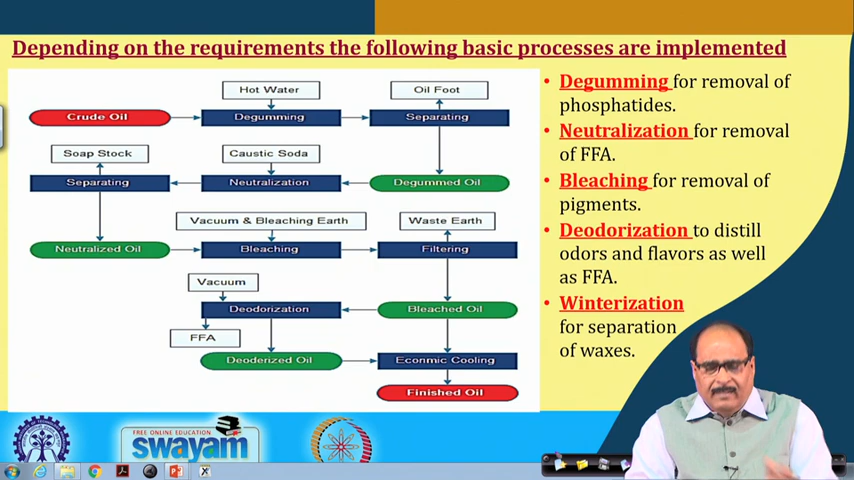 Depending on the requirements the following basic processes are implemented
Hot Water
Oil Foot
Crude Oil
Degumming
Separating
Soap Stock
Caustic Soda
Separating
Neutralization
Degummed Oil
Vacuum & Bleaching Earth
Waste Earth
Neutralized Oil
Bleaching
Filtering
Vacuum
Deodorization
Bleached Oil
FFA
Deoderized Oil
Econmic Cooling
Finished Oil
• Degumming for removal of
phosphatides.
• Neutralization for removal
of FFA.
• Bleaching for removal of
pigments.
• Deodorization to distill
odors and flavors as well
as FFA.
• Winterization
for separation
of waxes.
FREE ONLINE EDUCATION
swayam